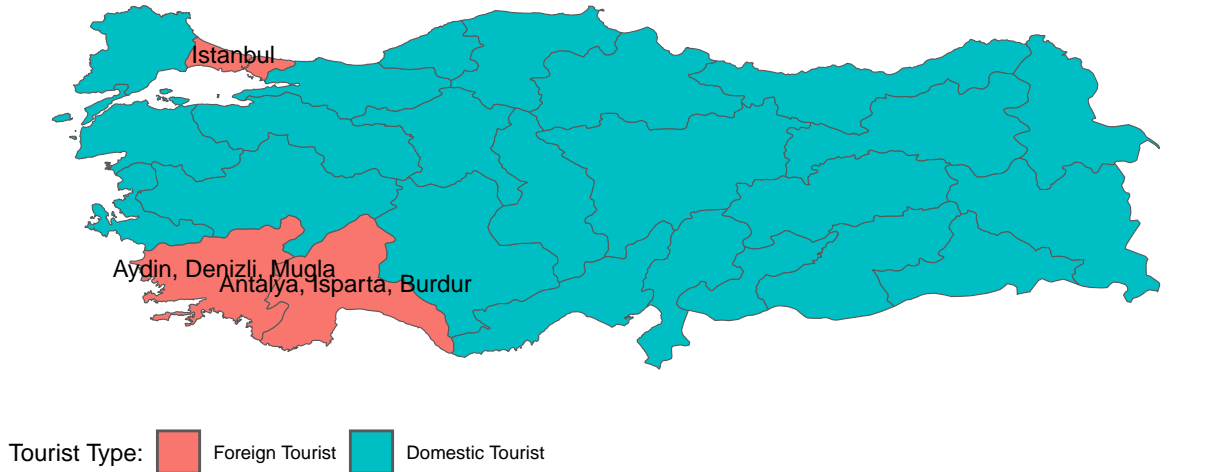 Istanbul
Aydin, Denizli, Mugla
Antalya, Isparta, Burdur
Tourist Type: Foreign Tourist Domestic Tourist